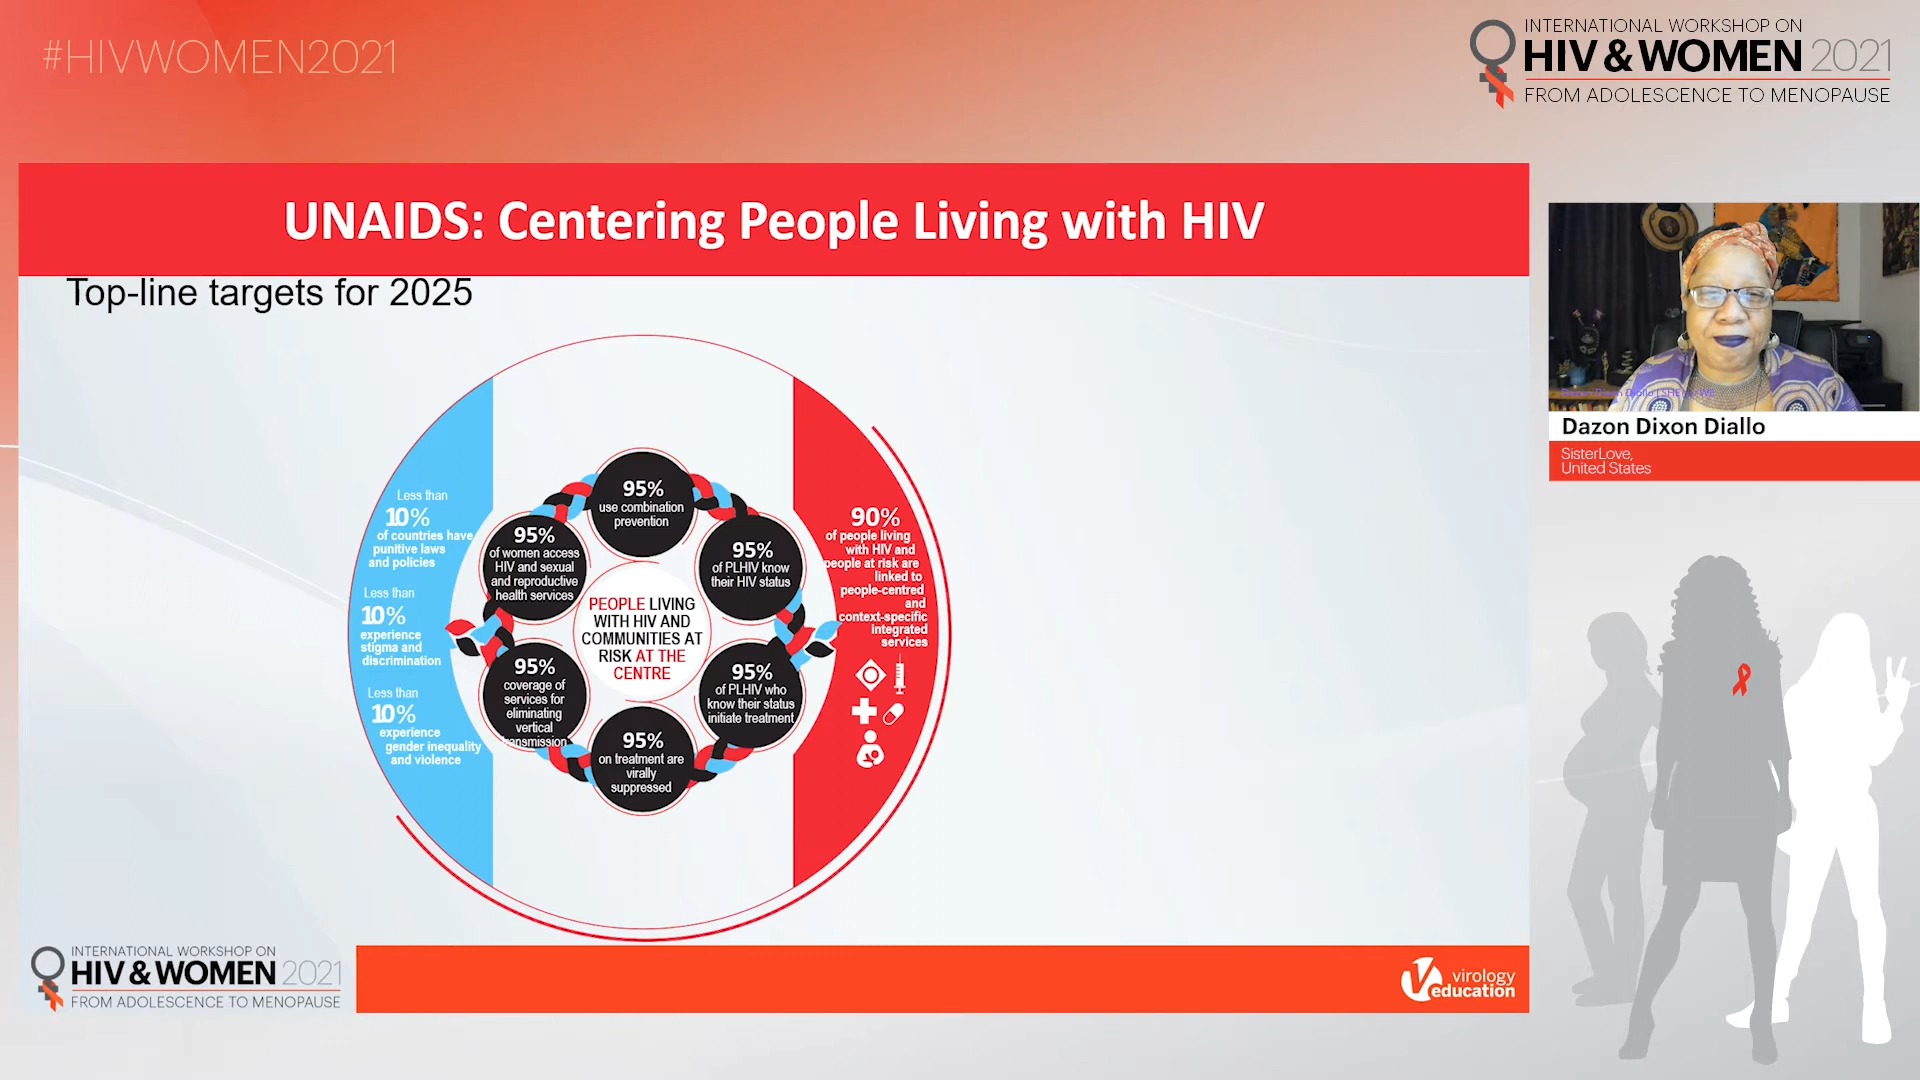 #HIVWOMEN2021
INTERNATIONAL WORKSHOP ON
HIV & WOMEN 2021
FROM ADOLESCENCE TO MENOPAUSE
UNAIDS: Centering People Living with HIV
Top-line targets for 2025
Less than
10%
of countries have
punitive laws
and policies
Less than
10%
experience
stigma and
discrimination
Less than
10%
experience
gender inequality
and violence
95%
use combination
prevention
95%
of women access
HIV and sexual
and reproductive
health services
95%
of PLHIV know
their HIV status
PEOPLE LIVING
WITH HIV AND
COMMUNITIES AT
RISK AT THE
CENTRE
95%
coverage of
services for
eliminating
vertical
transmission
95%
of PLHIV who
know their status
initiate treatment
95%
on treatment are
virally
suppressed
90%
of people living
with HIV and
people at risk are
linked to
people-centred
and
context-specific
integrated
services
Dazon Dixon Diallo
SisterLove,
United States
INTERNATIONAL WORKSHOP ON
HIV & WOMEN 2021
FROM ADOLESCENCE TO MENOPAUSE
virology
education